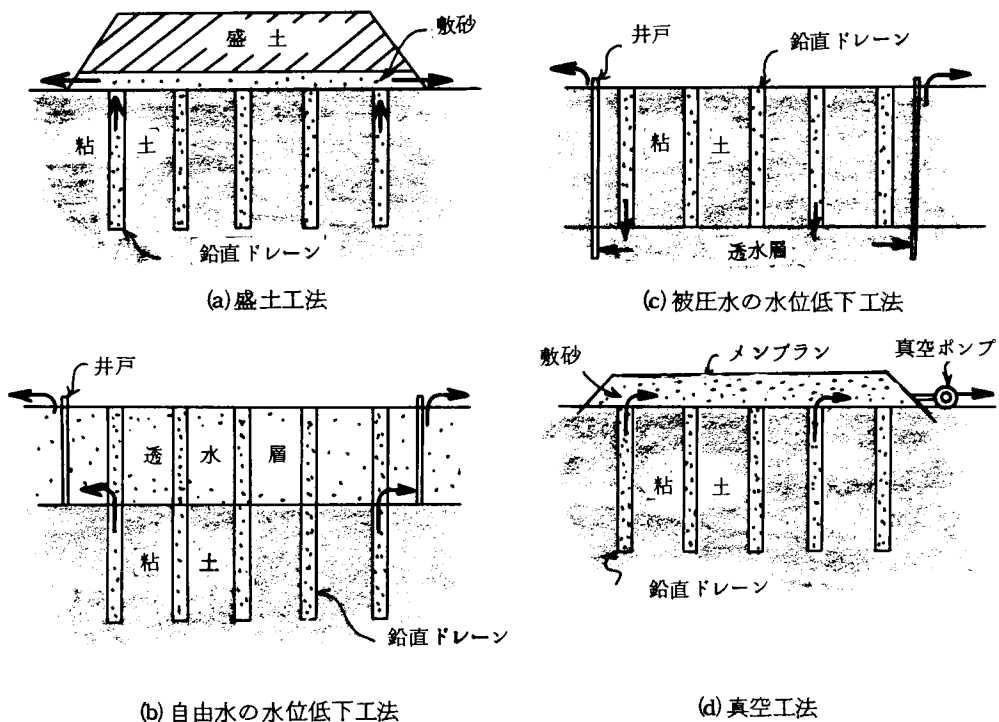 敷砂
盛 土
粘 土
鉛直ドレーン
(a)盛土工法
井戸
鉛直ドレーン
粘 土
透水層
(c)被圧水の水位低下工法
井戸
透 水 層
粘 土
鉛直ドレーン
(b)自由水の水位低下工法
敷砂
メンブラン
真空ポンプ
粘 土
鉛直ドレーン
(d)真空工法